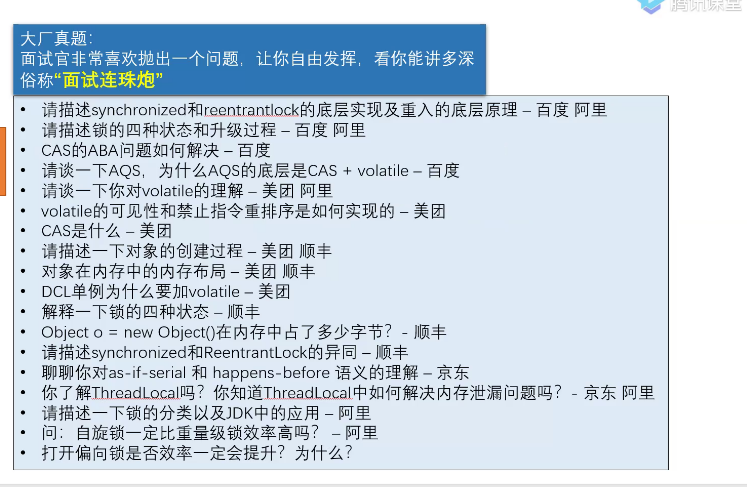 腾讯课堂
大厂真题：
面试官非常喜欢抛出一个问题，让你自由发挥，看你能讲多深
俗称“面试连珠炮”
• 请描述synchronized和reentrantlock的底层实现及重入的底层原理 – 百度 阿里
• 请描述锁的四种状态和升级过程 – 百度 阿里
• CAS的ABA问题如何解决 – 百度
• 请谈一下AQS，为什么AQS的底层是CAS + volatile – 百度
• 请谈一下你对volatile的理解 – 美团 阿里
• volatile的可见性和禁止指令重排序是如何实现的 – 美团
• CAS是什么 – 美团
• 请描述一下对象的创建过程 – 美团 顺丰
• 对象在内存中的内存布局 – 美团 顺丰
• DCL单例为什么要加volatile – 美团
• 解释一下锁的四种状态 – 顺丰
• Object o = new Object()在内存中占了多少字节？- 顺丰
• 请描述synchronized和ReentrantLock的异同 – 顺丰
• 聊聊你对as-if-serial 和 happens-before 语义的理解 – 京东
• 你了解ThreadLocal吗？你知道ThreadLocal中如何解决内存泄漏问题吗？- 京东 阿里
• 请描述一下锁的分类以及JDK中的应用 – 阿里
• 问：自旋锁一定比重量级锁效率高吗？ – 阿里
• 打开偏向锁是否效率一定会提升？为什么？